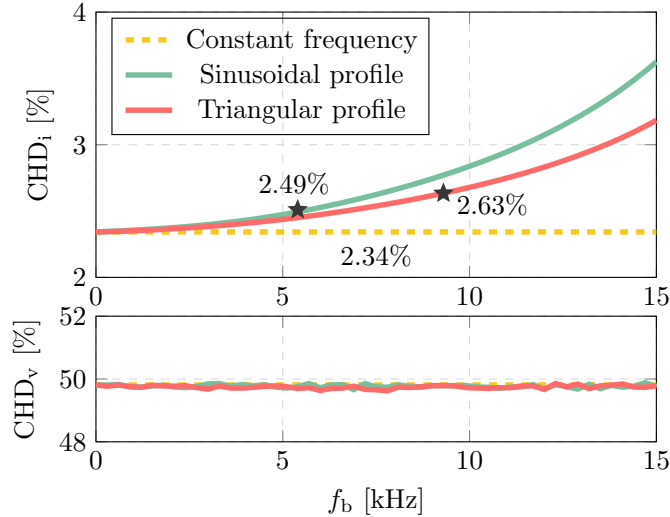 4
3
2
CHD_i [%]
Constant frequency
Sinusoidal profile
Triangular profile
2.49%
2.63%
2.34%
0 5 10 15
52
50
48
CHD_v [%]
0 5 10 15
f_b [kHz]